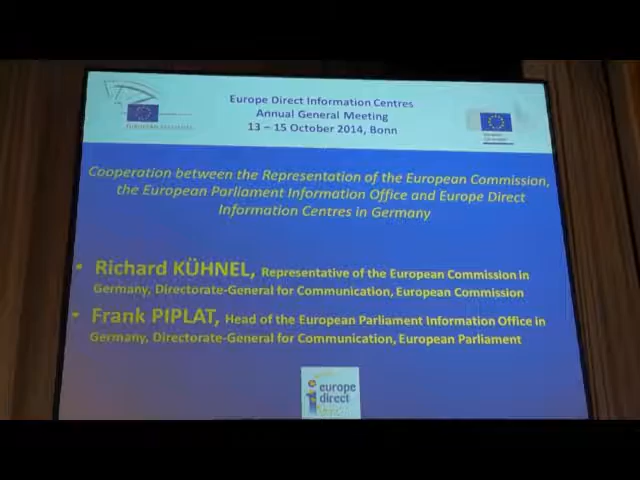 Europe Direct Information Centres
Annual General Meeting
13 – 15 October 2014, Bonn
Cooperation between the Representation of the European Commission,
the European Parliament Information Office and Europe Direct
Information Centres in Germany
• Richard KÜHNEL, Representative of the European Commission in
Germany, Directorate-General for Communication, European Commission
• Frank PIPLAT, Head of the European Parliament Information Office in
Germany, Directorate-General for Communication, European Parliament
europe
direct